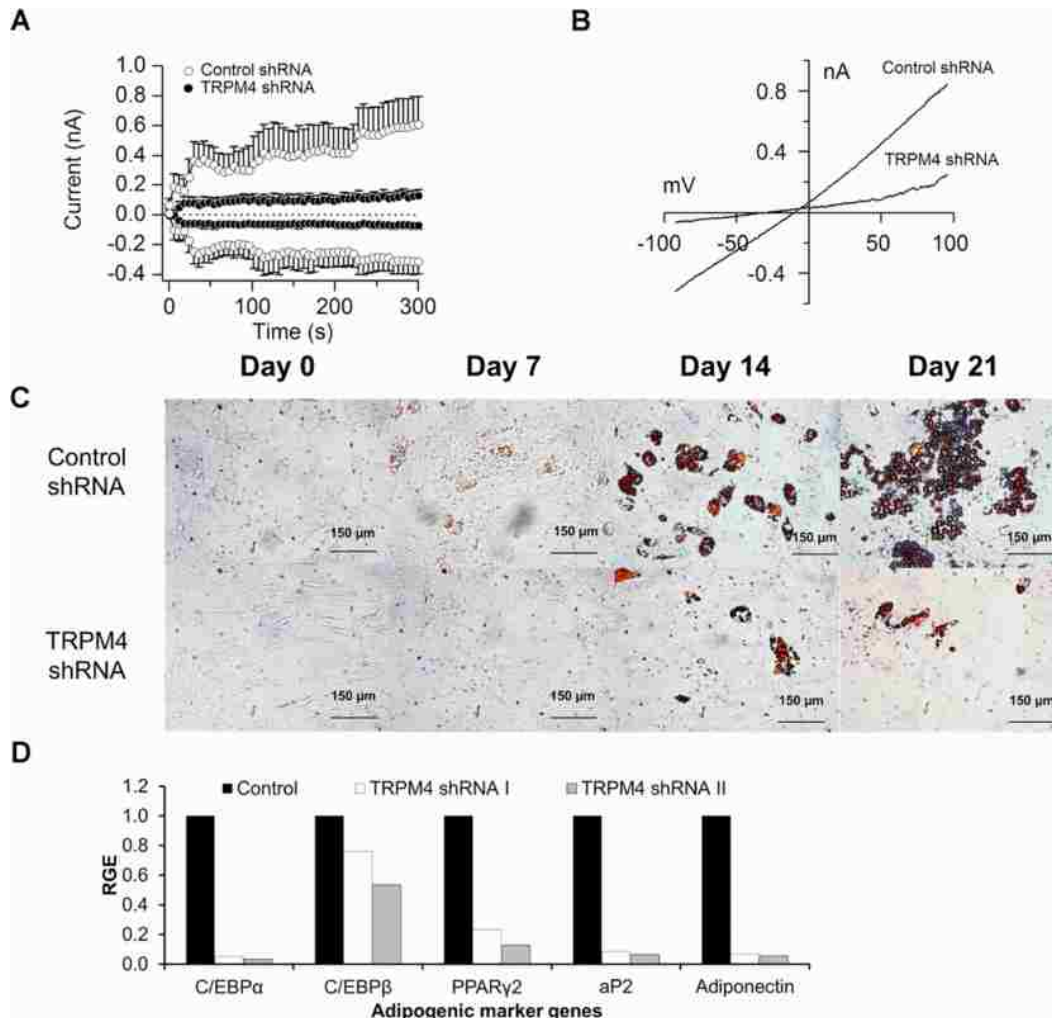 A
1.0
0.8
0.6
0.4
0.2
0.0
-0.2
-0.4
Current (nA)
Control shRNA
TRPM4 shRNA
0
100
200
300
Time (s)
B
nA
Control shRNA
0.8
TRPM4 shRNA
0.4
mV
-100
-50
0
50
100
-0.4
Day 0
Day 7
Day 14
Day 21
C
Control
shRNA
150 µm
150 µm
150 µm
150 µm
TRPM4
shRNA
150 µm
150 µm
150 µm
150 µm
D
Control
TRPM4 shRNA I
TRPM4 shRNA II
1.2
1.0
0.8
0.6
0.4
0.2
0.0
RGE
C/EBPα
C/EBPβ
PPARγ2
aP2
Adiponectin
Adipogenic marker genes